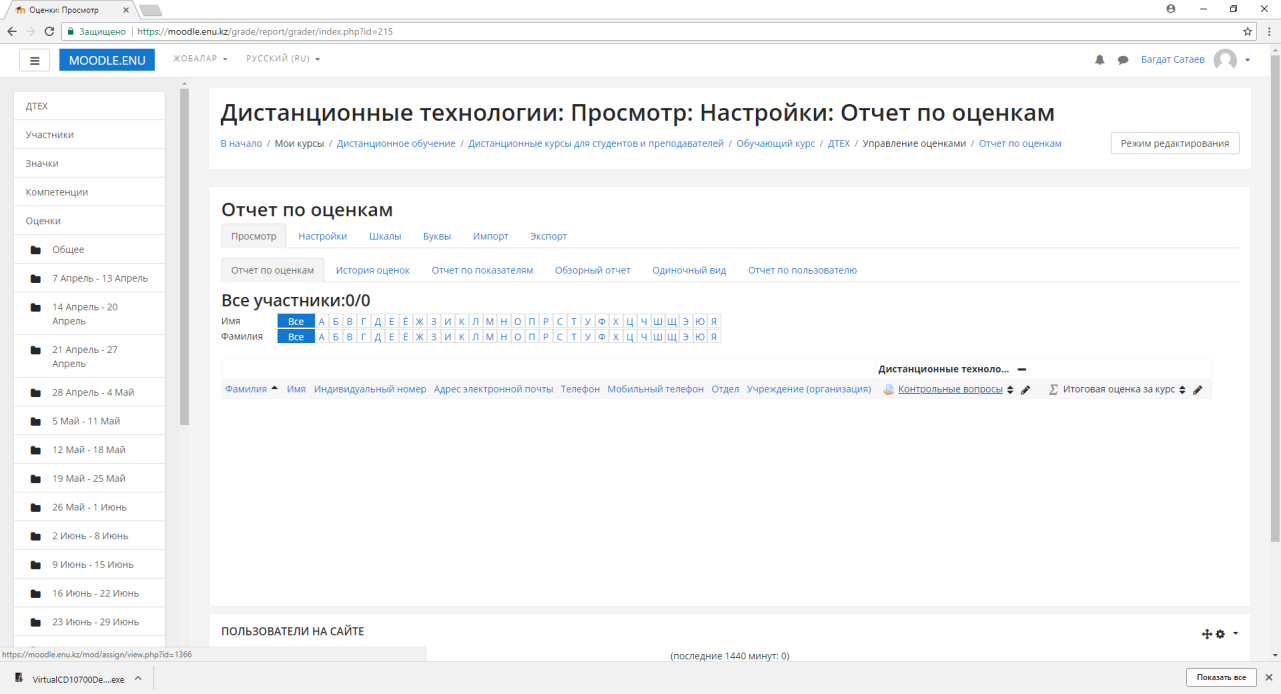 Оценки: Просмотр
Защищено https://moodle.enu.kz/grade/report/grader/index.php?id=215
MOODLE.ENU ЖОБАЛАР РУССКИЙ (RU) Багдат Сатаев
ДТЕХ
Участники
Значки
Компетенции
Оценки
Общее
7 Апрель - 13 Апрель
14 Апрель - 20
Апрель
21 Апрель - 27
Апрель
28 Апрель - 4 Май
5 Май - 11 Май
12 Май - 18 Май
19 Май - 25 Май
26 Май - 1 Июнь
2 Июнь - 8 Июнь
9 Июнь - 15 Июнь
16 Июнь - 22 Июнь
23 Июнь - 29 Июнь
Дистанционные технологии: Просмотр: Настройки: Отчет по оценкам
В начало / Мои курсы / Дистанционное обучение / Дистанционные курсы для студентов и преподавателей / Обучающий курс / ДТЕХ / Управление оценками / Отчет по оценкам
Режим редактирования
Отчет по оценкам
Просмотр Настройки Шкалы Буквы Импорт Экспорт
Отчет по оценкам История оценок Отчет по показателям Обзорный отчет Одиночный вид Отчет по пользователю
Все участники:0/0
Имя Все А Б В Г Д Е Ё Ж З И К Л М Н О П Р С Т У Ф Х Ц Ч Ш Щ Э Ю Я
Фамилия Все А Б В Г Д Е Ё Ж З И К Л М Н О П Р С Т У Ф Х Ц Ч Ш Щ Э Ю Я
Дистанционные техноло...
Фамилия Имя Индивидуальный номер Адрес электронной почты Телефон Мобильный телефон Отдел Учреждение (организация) Контрольные вопросы Σ Итоговая оценка за курс
ПОЛЬЗОВАТЕЛИ НА САЙТЕ
(последние 1440 минут: 0)
https://moodle.enu.kz/mod/assign/view.php?id=1366
VirtualCD10700De....exe
Показать все